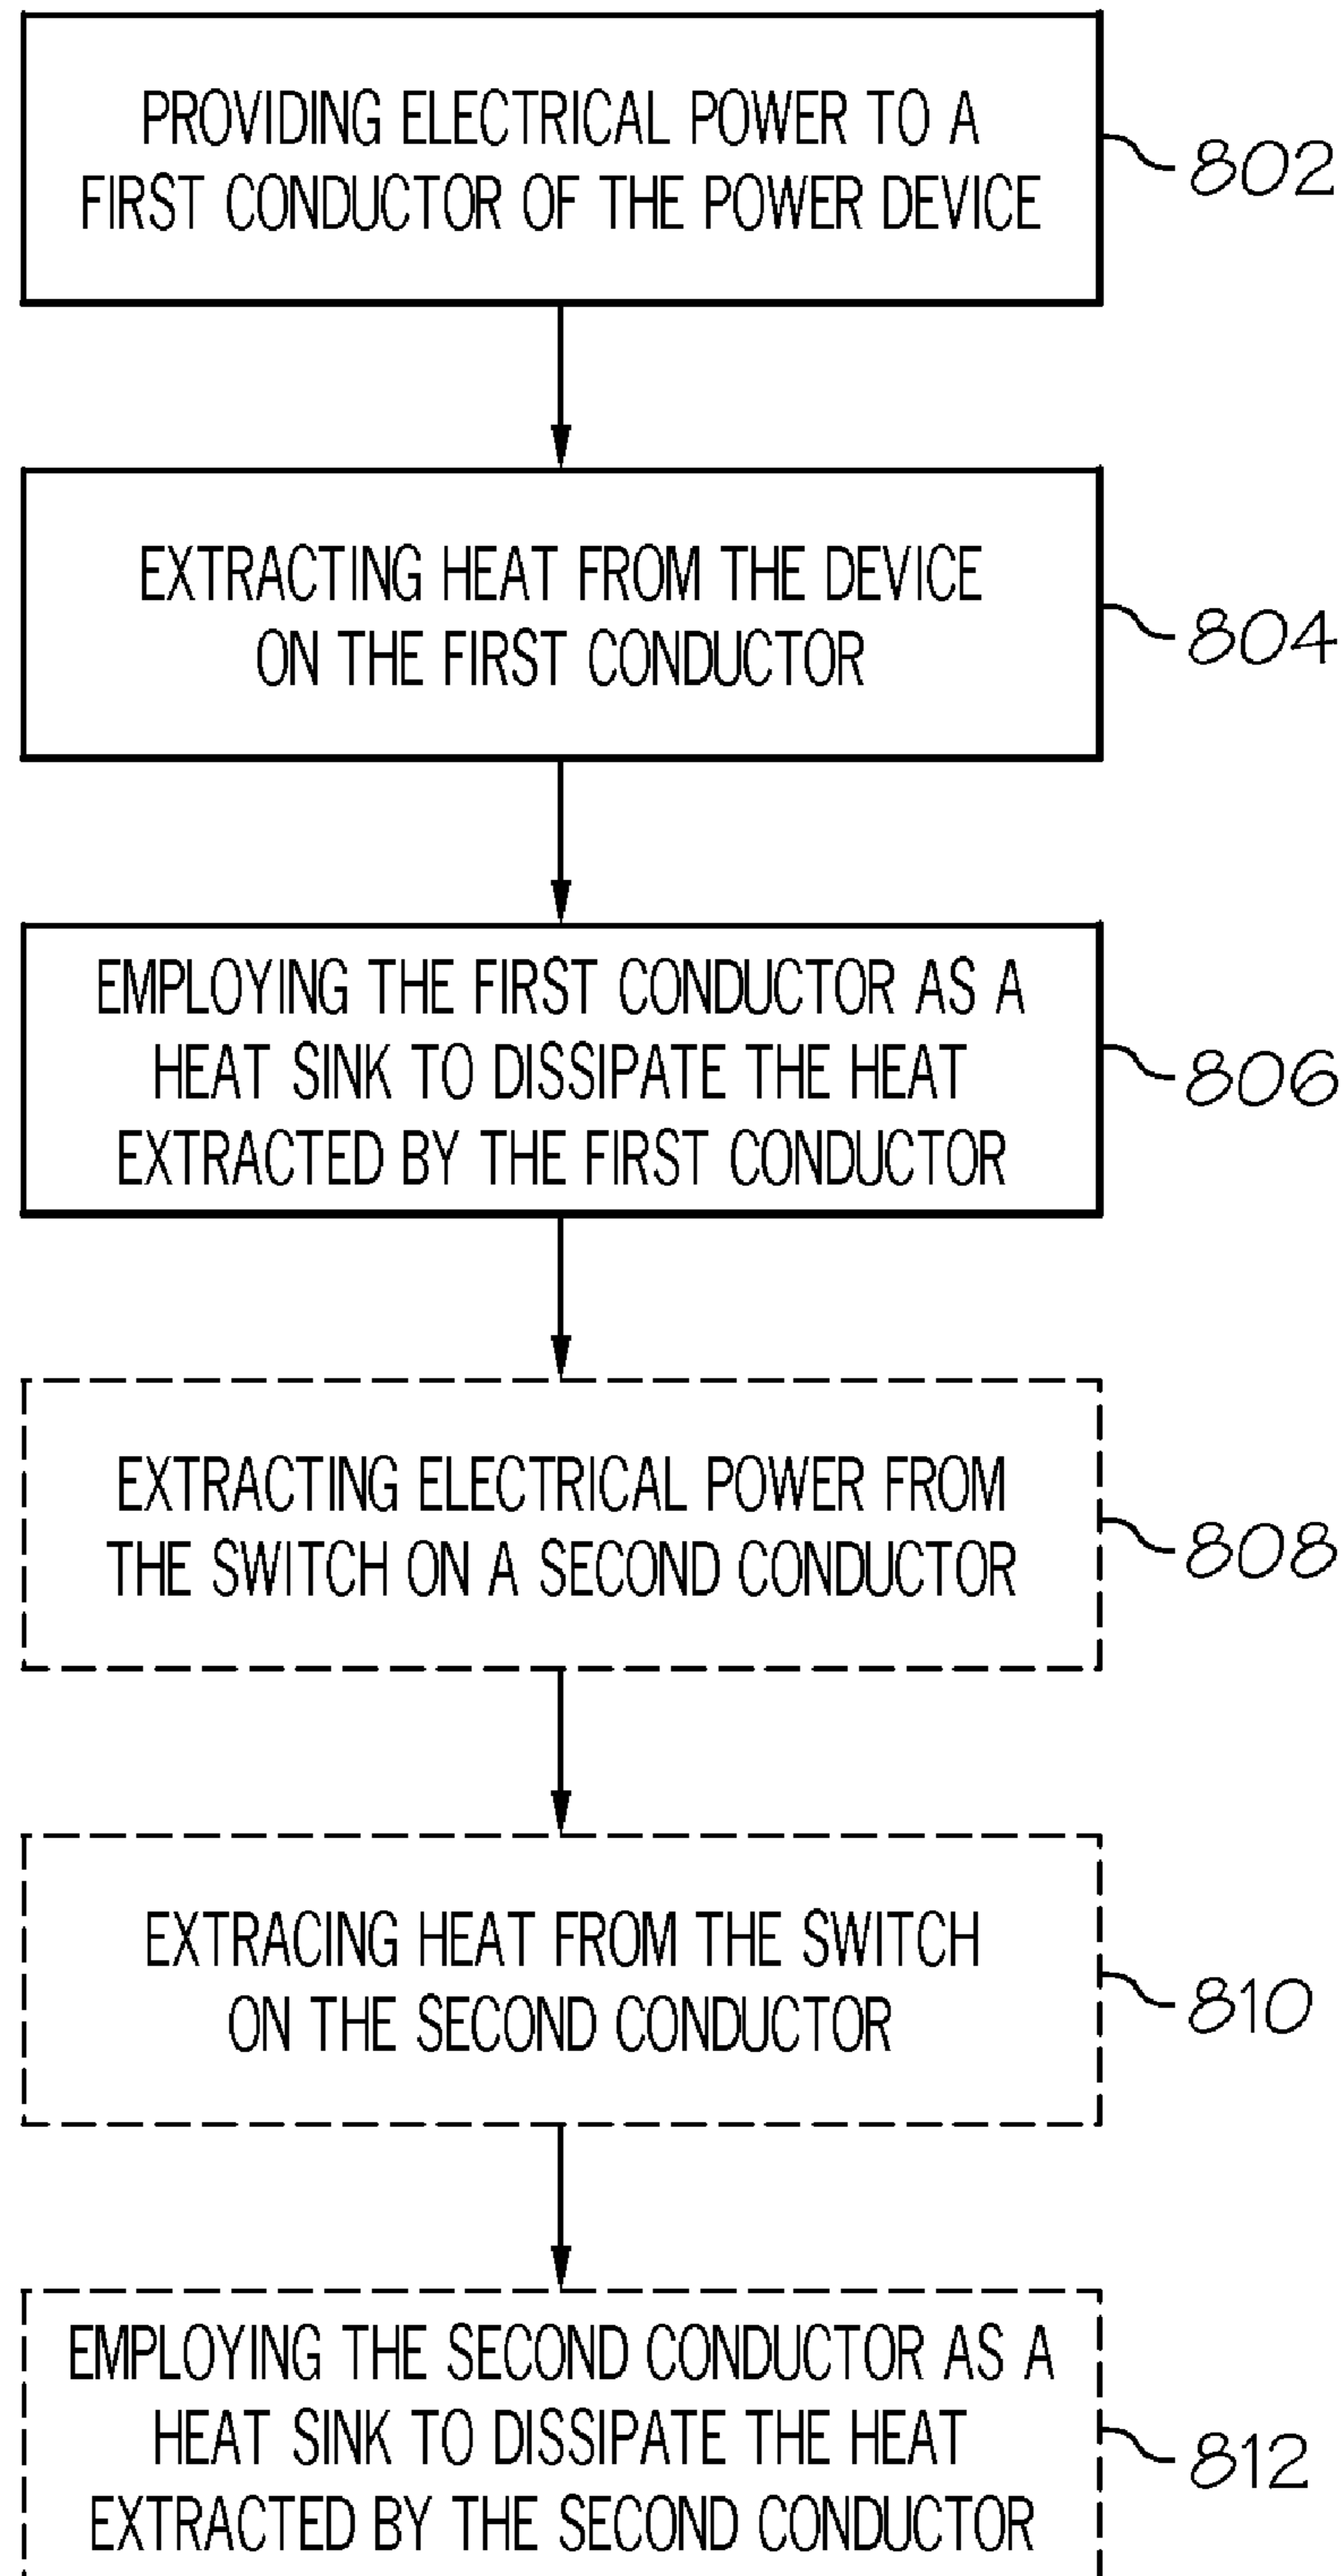 PROVIDING ELECTRICAL POWER TO A
FIRST CONDUCTOR OF THE POWER DEVICE
802
EXTRACTING HEAT FROM THE DEVICE
ON THE FIRST CONDUCTOR
804
EMPLOYING THE FIRST CONDUCTOR AS A
HEAT SINK TO DISSIPATE THE HEAT
EXTRACTED BY THE FIRST CONDUCTOR
806
EXTRACTING ELECTRICAL POWER FROM
THE SWITCH ON A SECOND CONDUCTOR
808
EXTRACING HEAT FROM THE SWITCH
ON THE SECOND CONDUCTOR
810
EMPLOYING THE SECOND CONDUCTOR AS A
HEAT SINK TO DISSIPATE THE HEAT
EXTRACTED BY THE SECOND CONDUCTOR
812